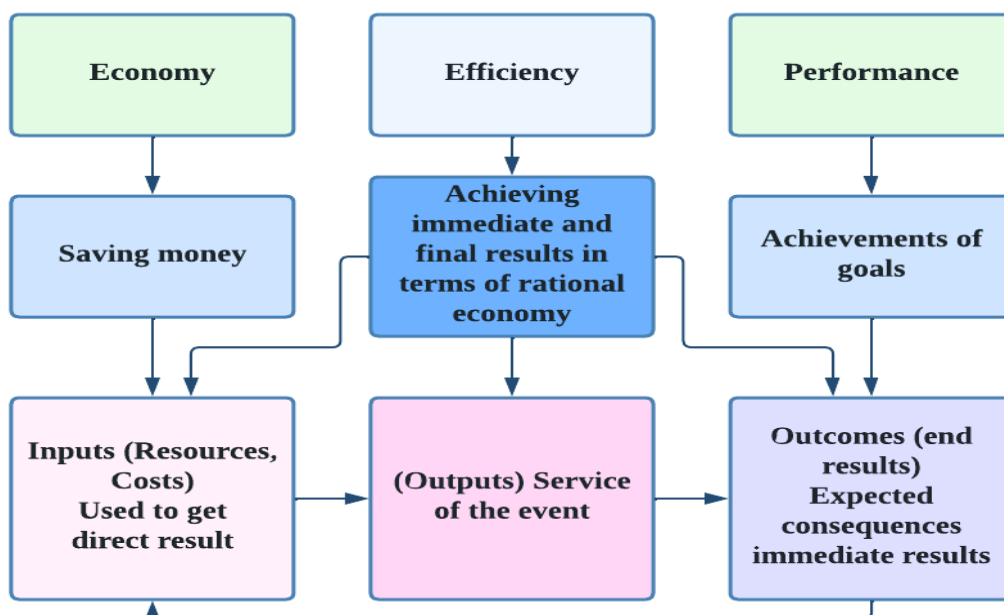 Economy
Efficiency
Performance
Saving money
Achieving
immediate and
final results in
terms of rational
economy
Achievements of
goals
Inputs (Resources,
Costs)
Used to get
direct result
(Outputs) Service
of the event
Outcomes (end
results)
Expected
consequences
immediate results